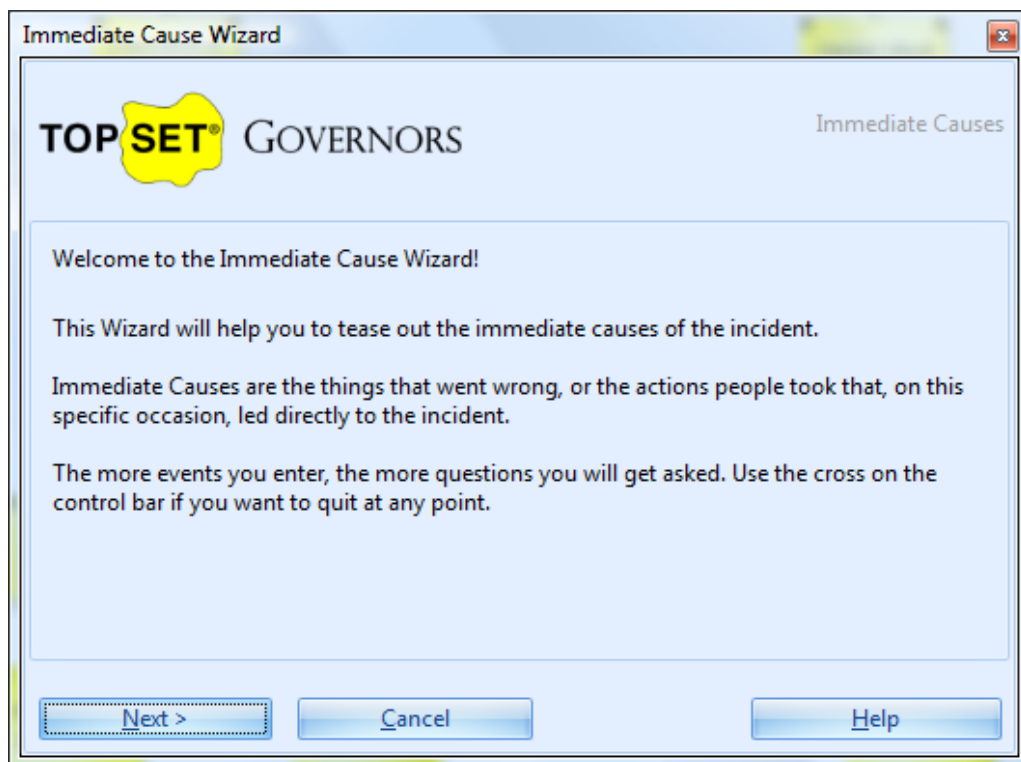 Immediate Cause Wizard
TOPSET® GOVERNORS
Immediate Causes
Welcome to the Immediate Cause Wizard!
This Wizard will help you to tease out the immediate causes of the incident.
Immediate Causes are the things that went wrong, or the actions people took that, on this
specific occasion, led directly to the incident.
The more events you enter, the more questions you will get asked. Use the cross on the
control bar if you want to quit at any point.
Next >
Cancel
Help